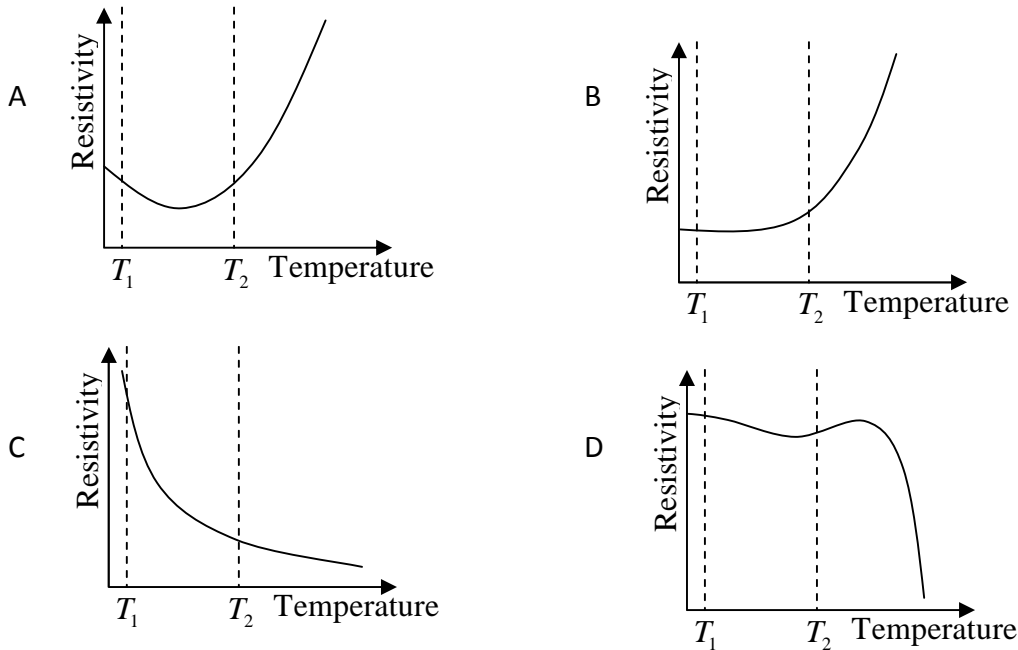 A
Resistivity
T₁
T₂
Temperature
B
Resistivity
T₁
T₂
Temperature
C
Resistivity
T₁
T₂
Temperature
D
Resistivity
T₁
T₂
Temperature